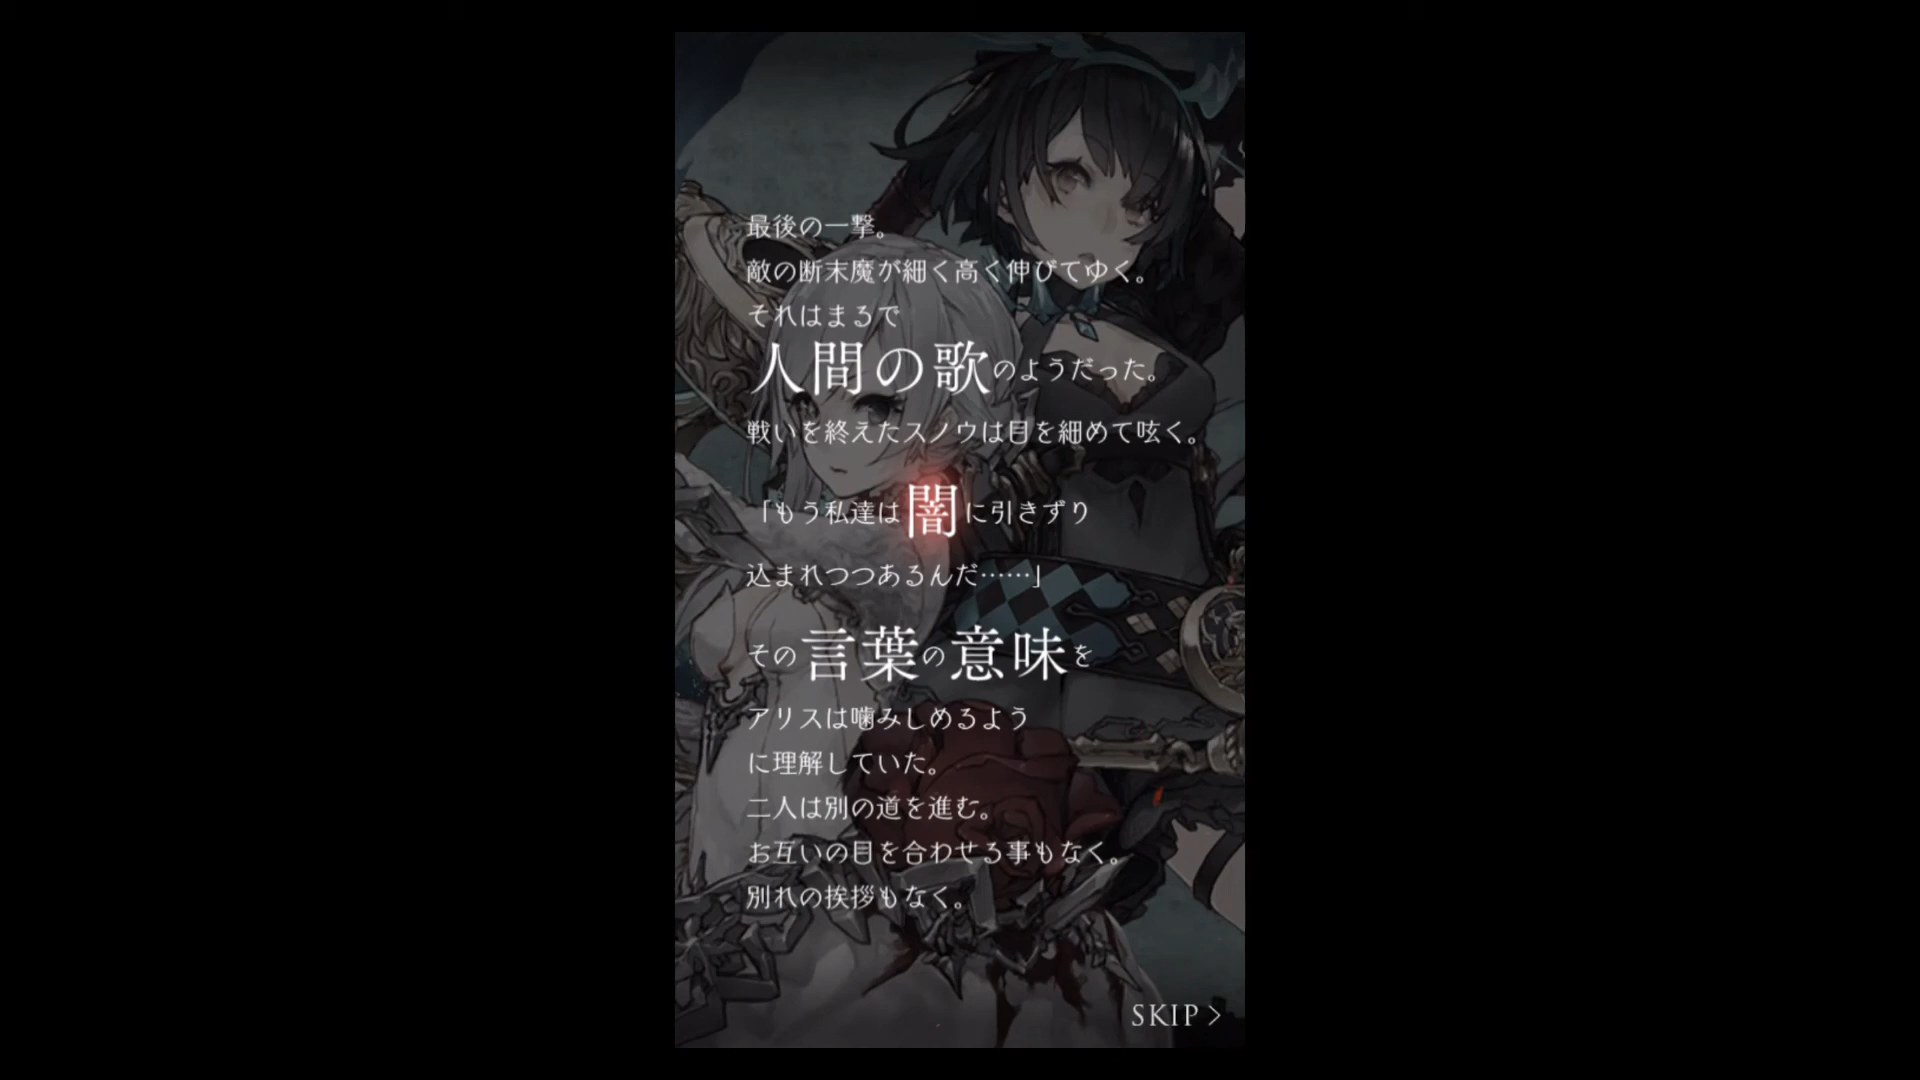 最後の一撃。
敵の断末魔が細く高く伸びてゆく。
それはまるで
人間の歌のようだった。
戦いを終えたスノウは目を細めて呟く。
「もう私達は闇に引きずり
込まれつつあるんだ……」
その言葉の意味を
アリスは噛みしめるよう
に理解していた。
二人は別の道を進む。
お互いの目を合わせる事もなく。
別れの挨拶もなく。
SKIP >